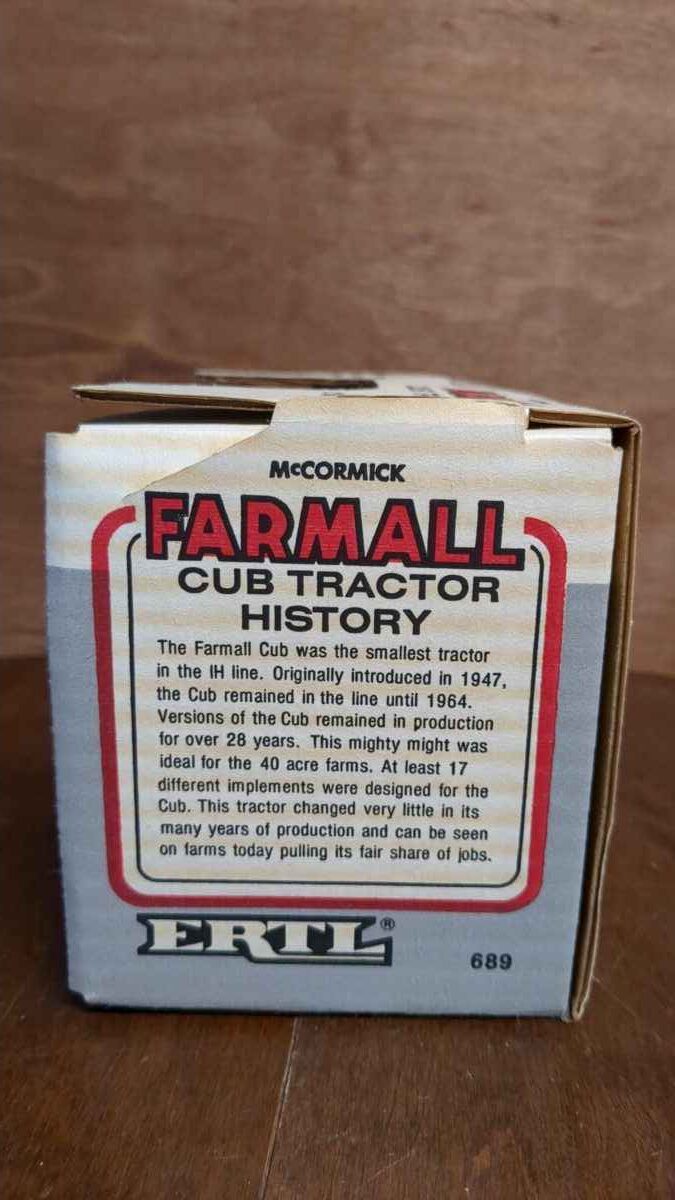 McCORMICK
FARMALL
CUB TRACTOR
HISTORY
The Farmall Cub was the smallest tractor
in the IH line. Originally introduced in 1947,
the Cub remained in the line until 1964.
Versions of the Cub remained in production
for over 28 years. This mighty might was
ideal for the 40 acre farms. At least 17
different implements were designed for the
Cub. This tractor changed very little in its
many years of production and can be seen
on farms today pulling its fair share of jobs.
ERTL®
689